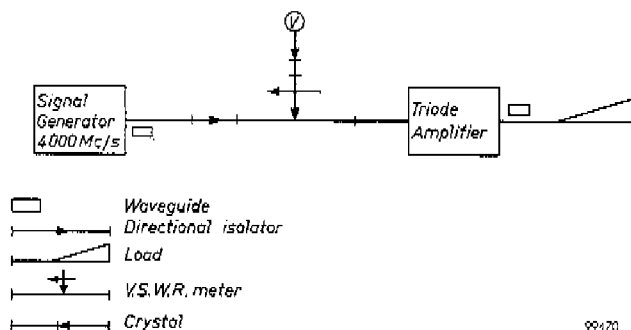 V
Signal
Generator
4000 Mc/s
Triode
Amplifier
Waveguide
Directional isolator
Load
V.S.W.R. meter
Crystal
99470